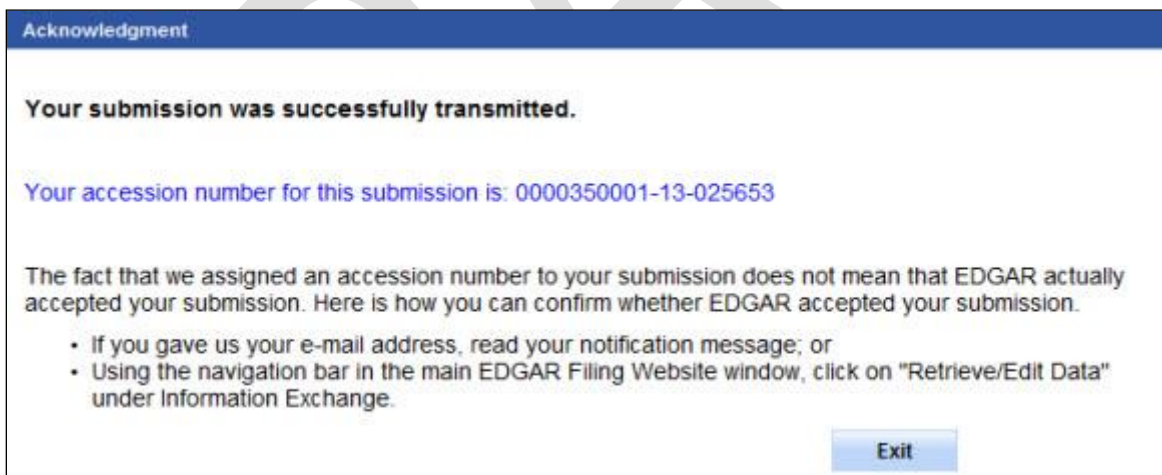 Acknowledgment
Your submission was successfully transmitted.
Your accession number for this submission is: 0000350001-13-025653
The fact that we assigned an accession number to your submission does not mean that EDGAR actually
accepted your submission. Here is how you can confirm whether EDGAR accepted your submission.
• If you gave us your e-mail address, read your notification message; or
• Using the navigation bar in the main EDGAR Filing Website window, click on "Retrieve/Edit Data"
under Information Exchange.
Exit